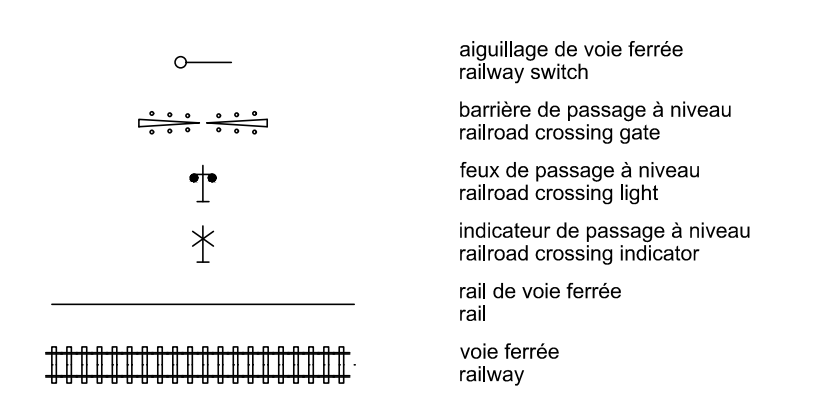 aiguillage de voie ferrée
railway switch
barrière de passage à niveau
railroad crossing gate
feux de passage à niveau
railroad crossing light
indicateur de passage à niveau
railroad crossing indicator
rail de voie ferrée
rail
voie ferrée
railway